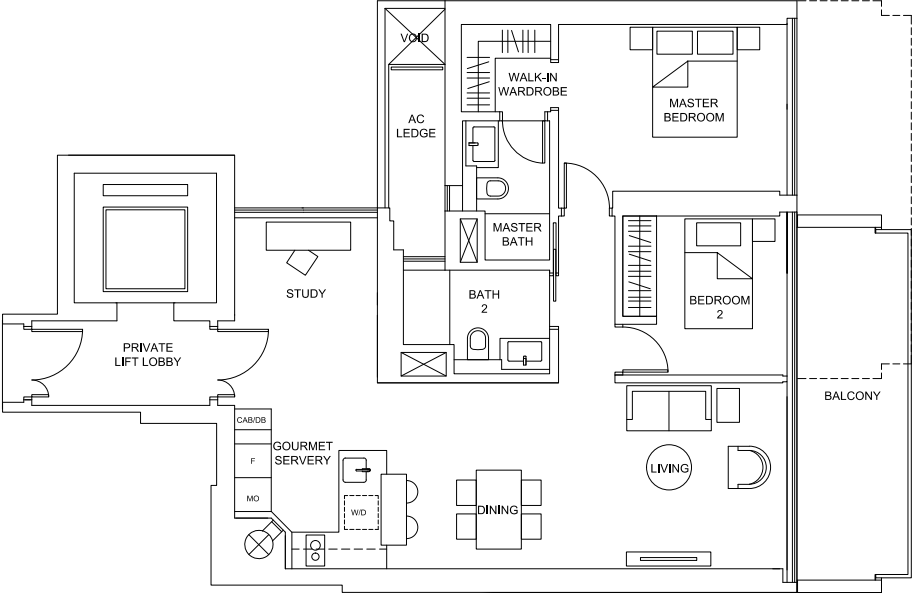 VOID
WALK-IN
WARDROBE
MASTER
BEDROOM
AC
LEDGE
MASTER
BATH
STUDY
BATH
2
BEDROOM
2
PRIVATE
LIFT LOBBY
BALCONY
CAB/DB
GOURMET
SERVERY
F
LIVING
MO
W/D
DINING